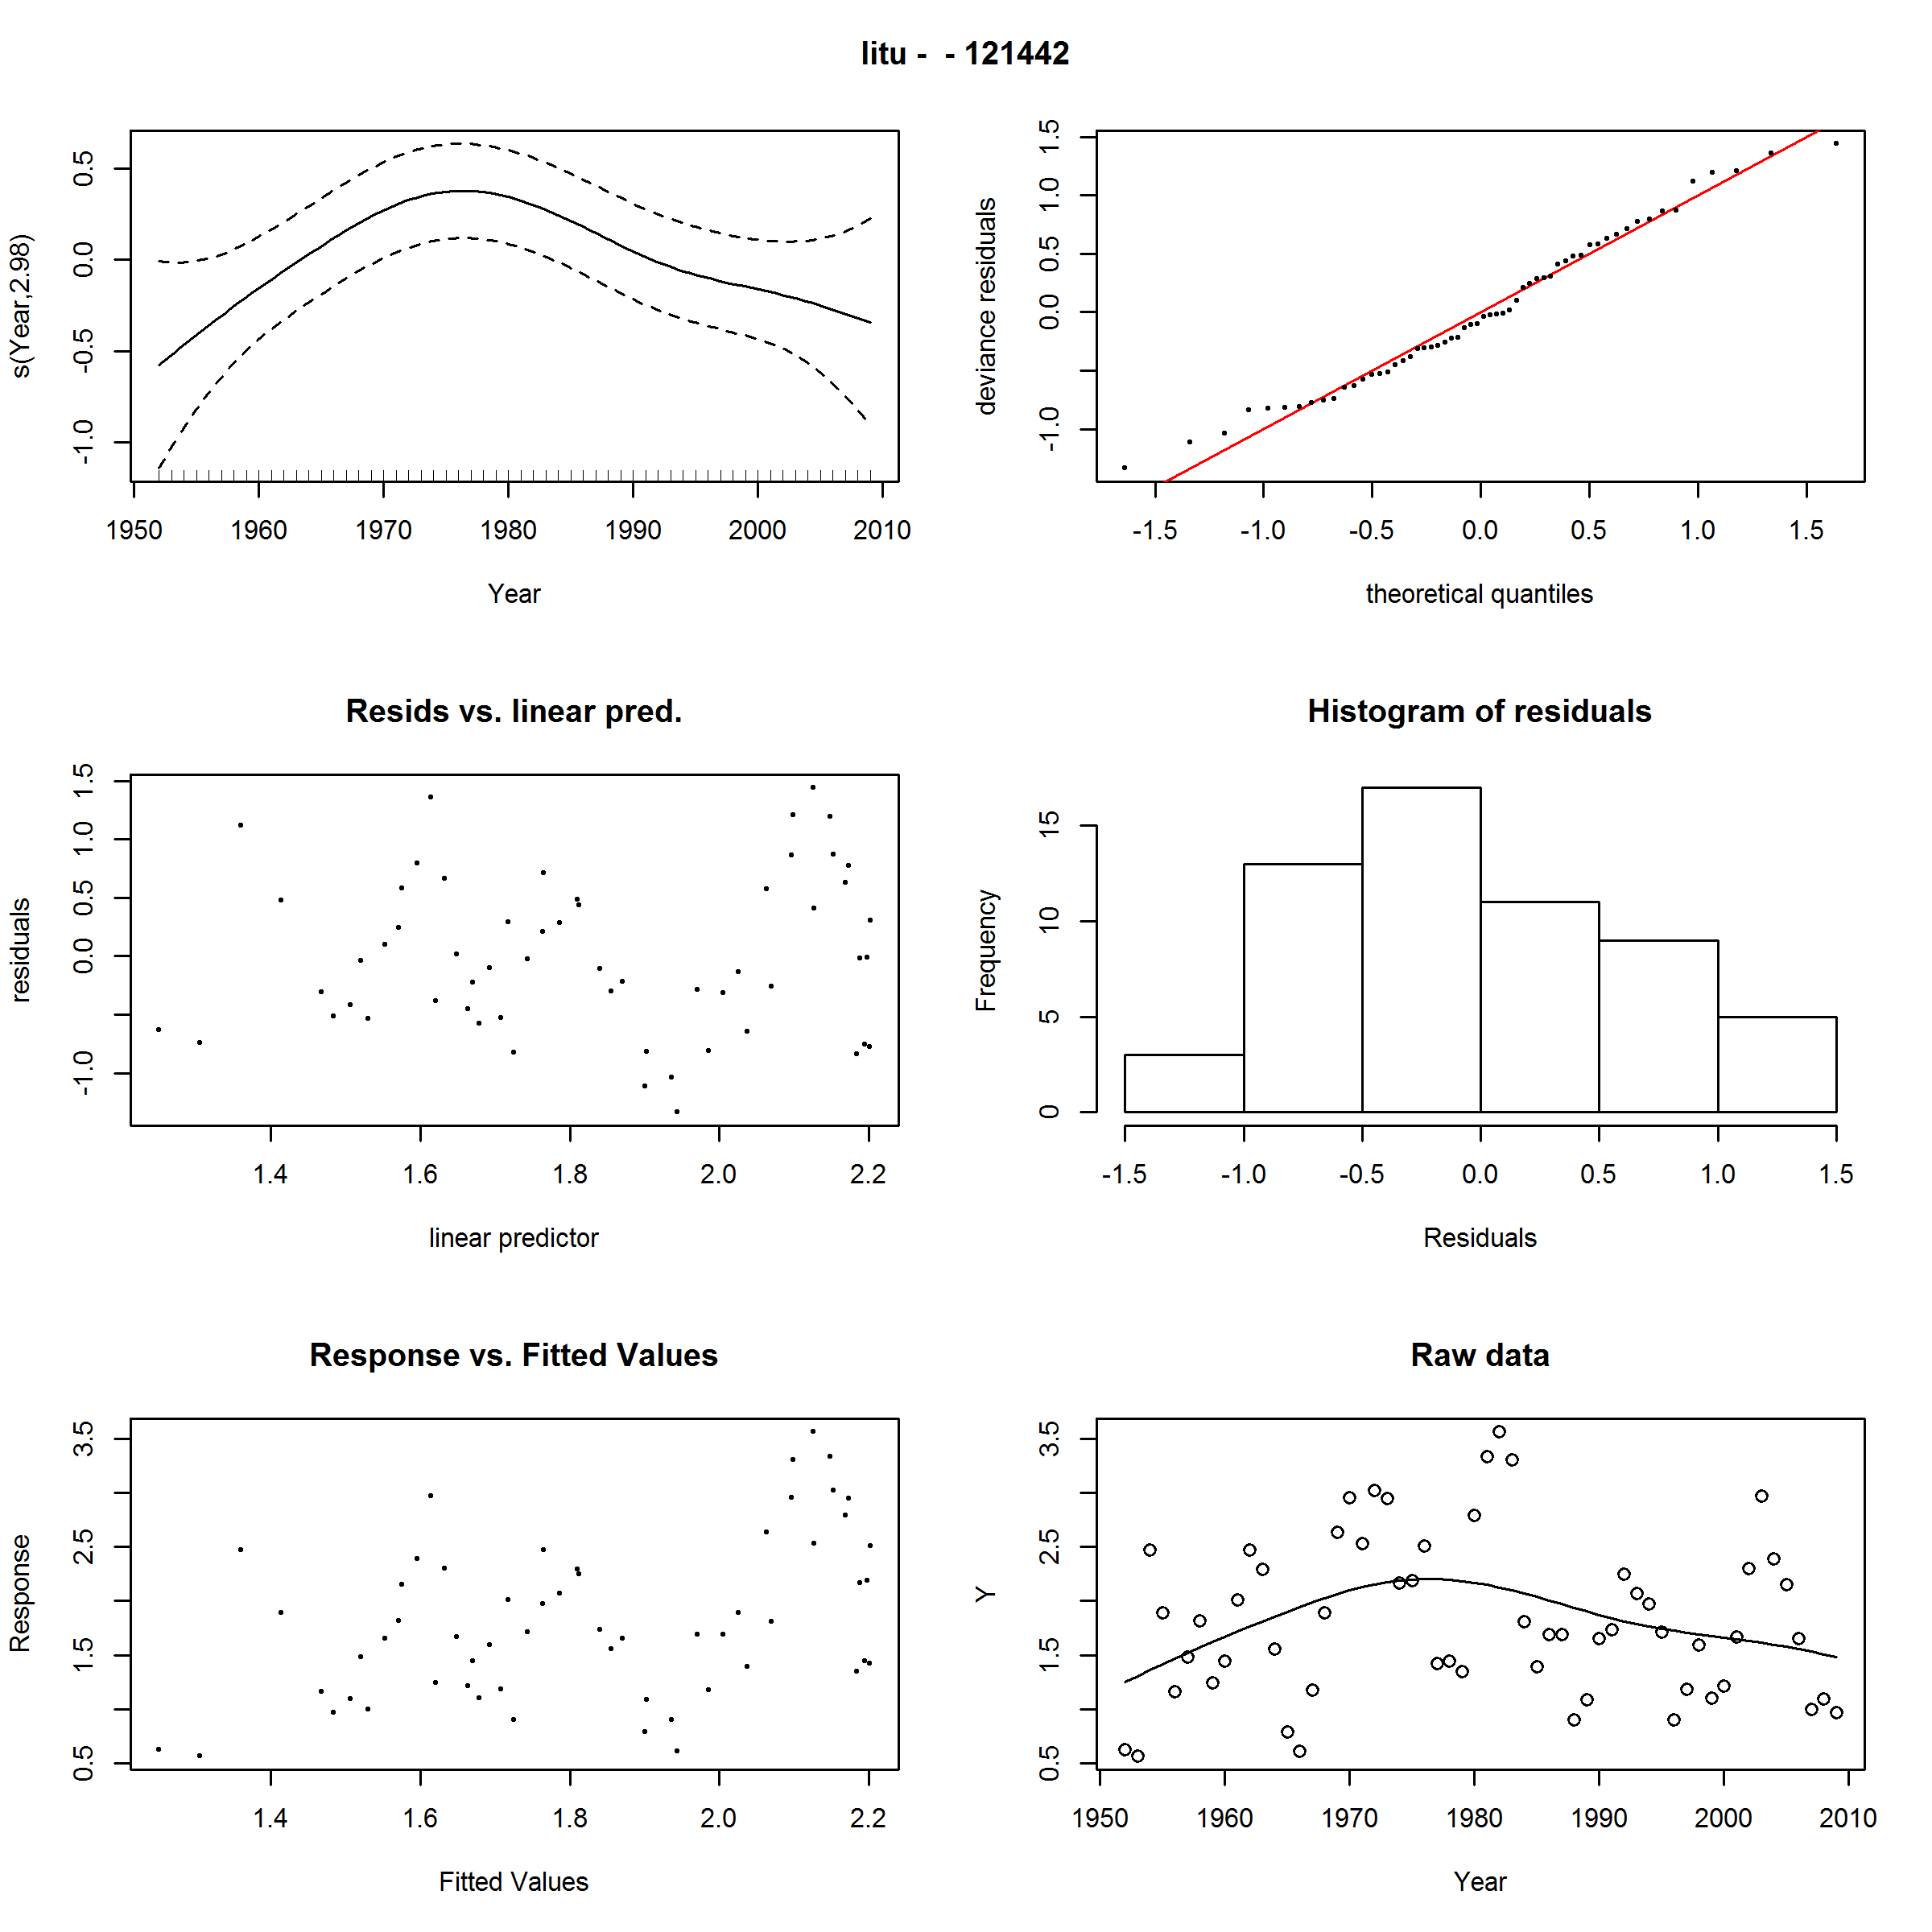 litu -  - 121442
s(Year,2.98)
0.5
0.0
-0.5
-1.0
1950 1960 1970 1980 1990 2000 2010
Year
deviance residuals
1.5
1.0
0.5
0.0
-1.0
-1.5 -1.0 -0.5 0.0 0.5 1.0 1.5
theoretical quantiles
Resids vs. linear pred.
residuals
1.5
1.0
0.5
0.0
-1.0
1.4 1.6 1.8 2.0 2.2
linear predictor
Histogram of residuals
Frequency
15
10
5
0
-1.5 -1.0 -0.5 0.0 0.5 1.0 1.5
Residuals
Response vs. Fitted Values
Response
3.5
2.5
1.5
0.5
1.4 1.6 1.8 2.0 2.2
Fitted Values
Raw data
Y
3.5
2.5
1.5
0.5
1950 1960 1970 1980 1990 2000 2010
Year